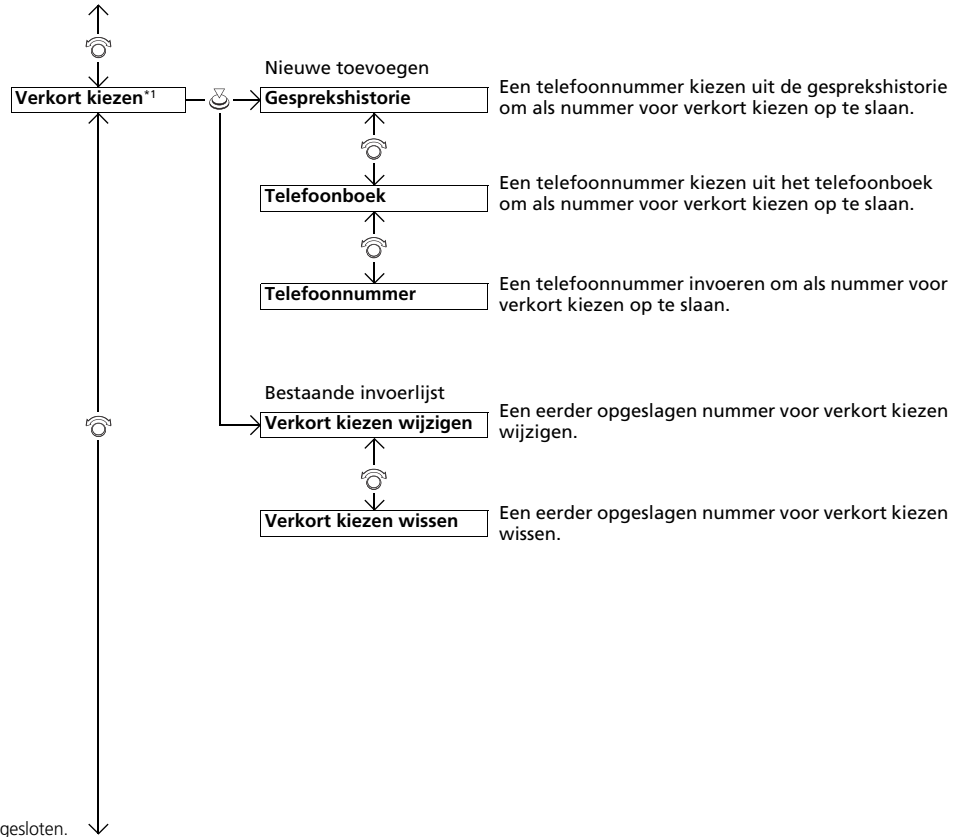 Nieuwe toevoegen
Verkort kiezen*1
Gesprekshistorie
Een telefoonnummer kiezen uit de gesprekshistorie
om als nummer voor verkort kiezen op te slaan.
Telefoonboek
Een telefoonnummer kiezen uit het telefoonboek
om als nummer voor verkort kiezen op te slaan.
Telefoonnummer
Een telefoonnummer invoeren om als nummer voor
verkort kiezen op te slaan.
Bestaande invoerlijst
Verkort kiezen wijzigen
Een eerder opgeslagen nummer voor verkort kiezen
wijzigen.
Verkort kiezen wissen
Een eerder opgeslagen nummer voor verkort kiezen
wissen.
gesloten.